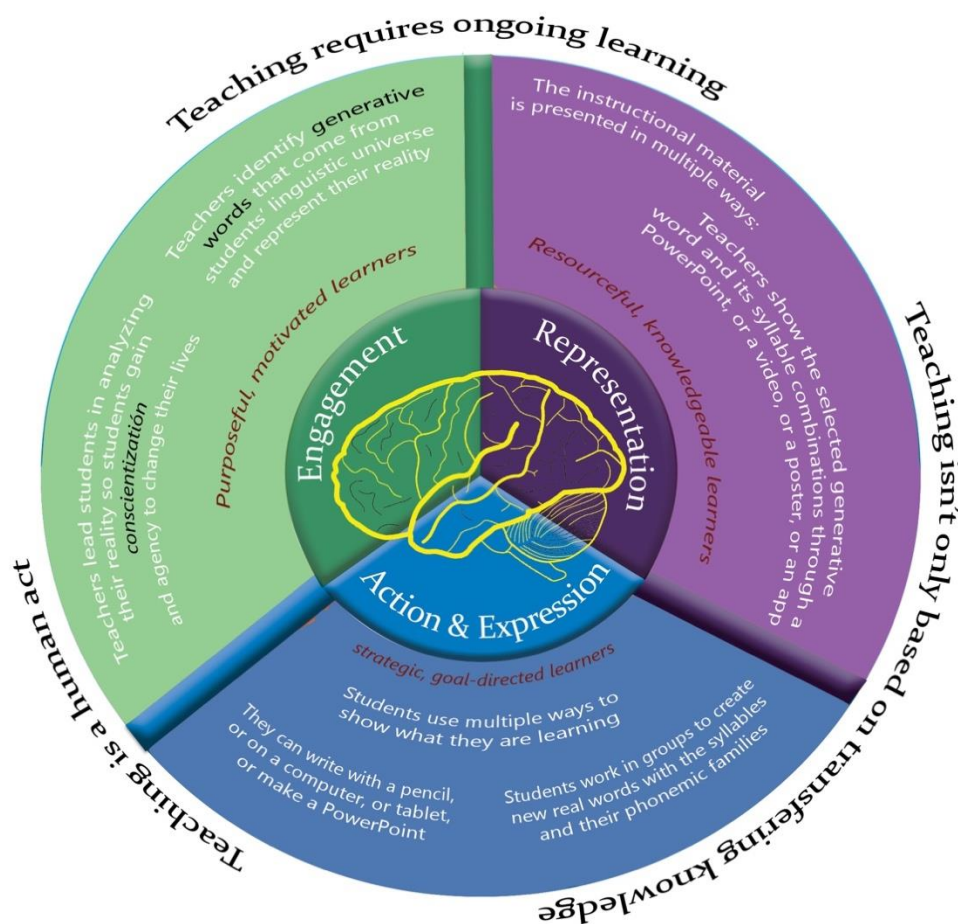 Teaching requires ongoing learning
Teaching isn't only based on transferring knowledge
Teaching is a human act
Engagement
Purposeful, motivated learners
Teachers identify generative
words that come from
students' linguistic universe
and represent their reality
Teachers lead students in analyzing
their reality so students gain
conscientización
and agency to change their lives
Representation
Resourceful, knowledgeable learners
The instructional material
is presented in multiple ways:
Teachers show the selected generative
word and its syllable combinations through a
PowerPoint, or a video, or a poster, or an app
Action & Expression
strategic, goal-directed learners
Students use multiple ways to
show what they are learning
They can write with a pencil,
or on a computer, or tablet,
or make a PowerPoint
Students work in groups to create
new real words with the syllables
and their phonemic families